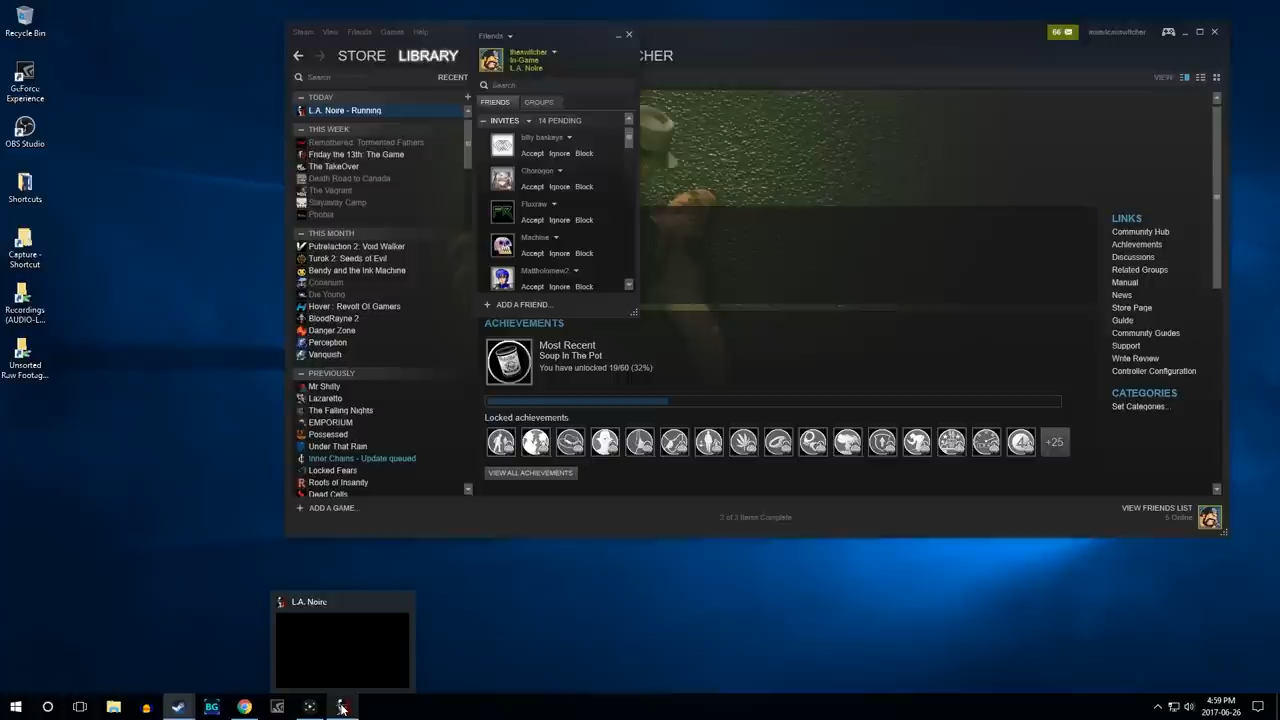 Recycle Bin
GeForce
Experience
OBS Studio
Shortcuts
Capture -
Shortcut
Recordings
(AUDIO-L...
Unsorted
Raw Footag...
Steam View Friends Games Help
STORE LIBRARY
CHER
66
Search
RECENT
VIEW:
TODAY
L.A. Noire - Running
THIS WEEK
Remothered: Tormented Fathers
Friday the 13th: The Game
The TakeOver
Death Road to Canada
The Vagrant
Slayaway Camp
Phobia
THIS MONTH
Putrefaction 2: Void Walker
Turok 2: Seeds of Evil
Bendy and the Ink Machine
Conarium
Die Young
Hover : Revolt Of Gamers
BloodRayne 2
Danger Zone
Perception
Vanquish
PREVIOUSLY
Mr Shifty
Lazaretto
The Falling Nights
EMPORIUM
Possessed
Under That Rain
Inner Chains - Update queued
Locked Fears
Roots of Insanity
Dead Cells
ADD A GAME...
Friends
In-Game
L.A. Noire
Search
FRIENDS GROUPS
INVITES 14 PENDING
Accept Ignore Block
Accept Ignore Block
Accept Ignore Block
Machine
Accept Ignore Block
Mattholomew2
Accept Ignore Block
ADD A FRIEND...
ACHIEVEMENTS
Most Recent
Soup In The Pot
You have unlocked 19/60 (32%)
Locked achievements
+25
VIEW ALL ACHIEVEMENTS
LINKS
Community Hub
Achievements
Discussions
Related Groups
Manual
News
Store Page
Guide
Community Guides
Support
Write Review
Controller Configuration
CATEGORIES
Set Categories...
2 of 3 Items Complete
VIEW FRIENDS LIST
5 Online
L.A. Noire
BG
4:59 PM
2017-06-26